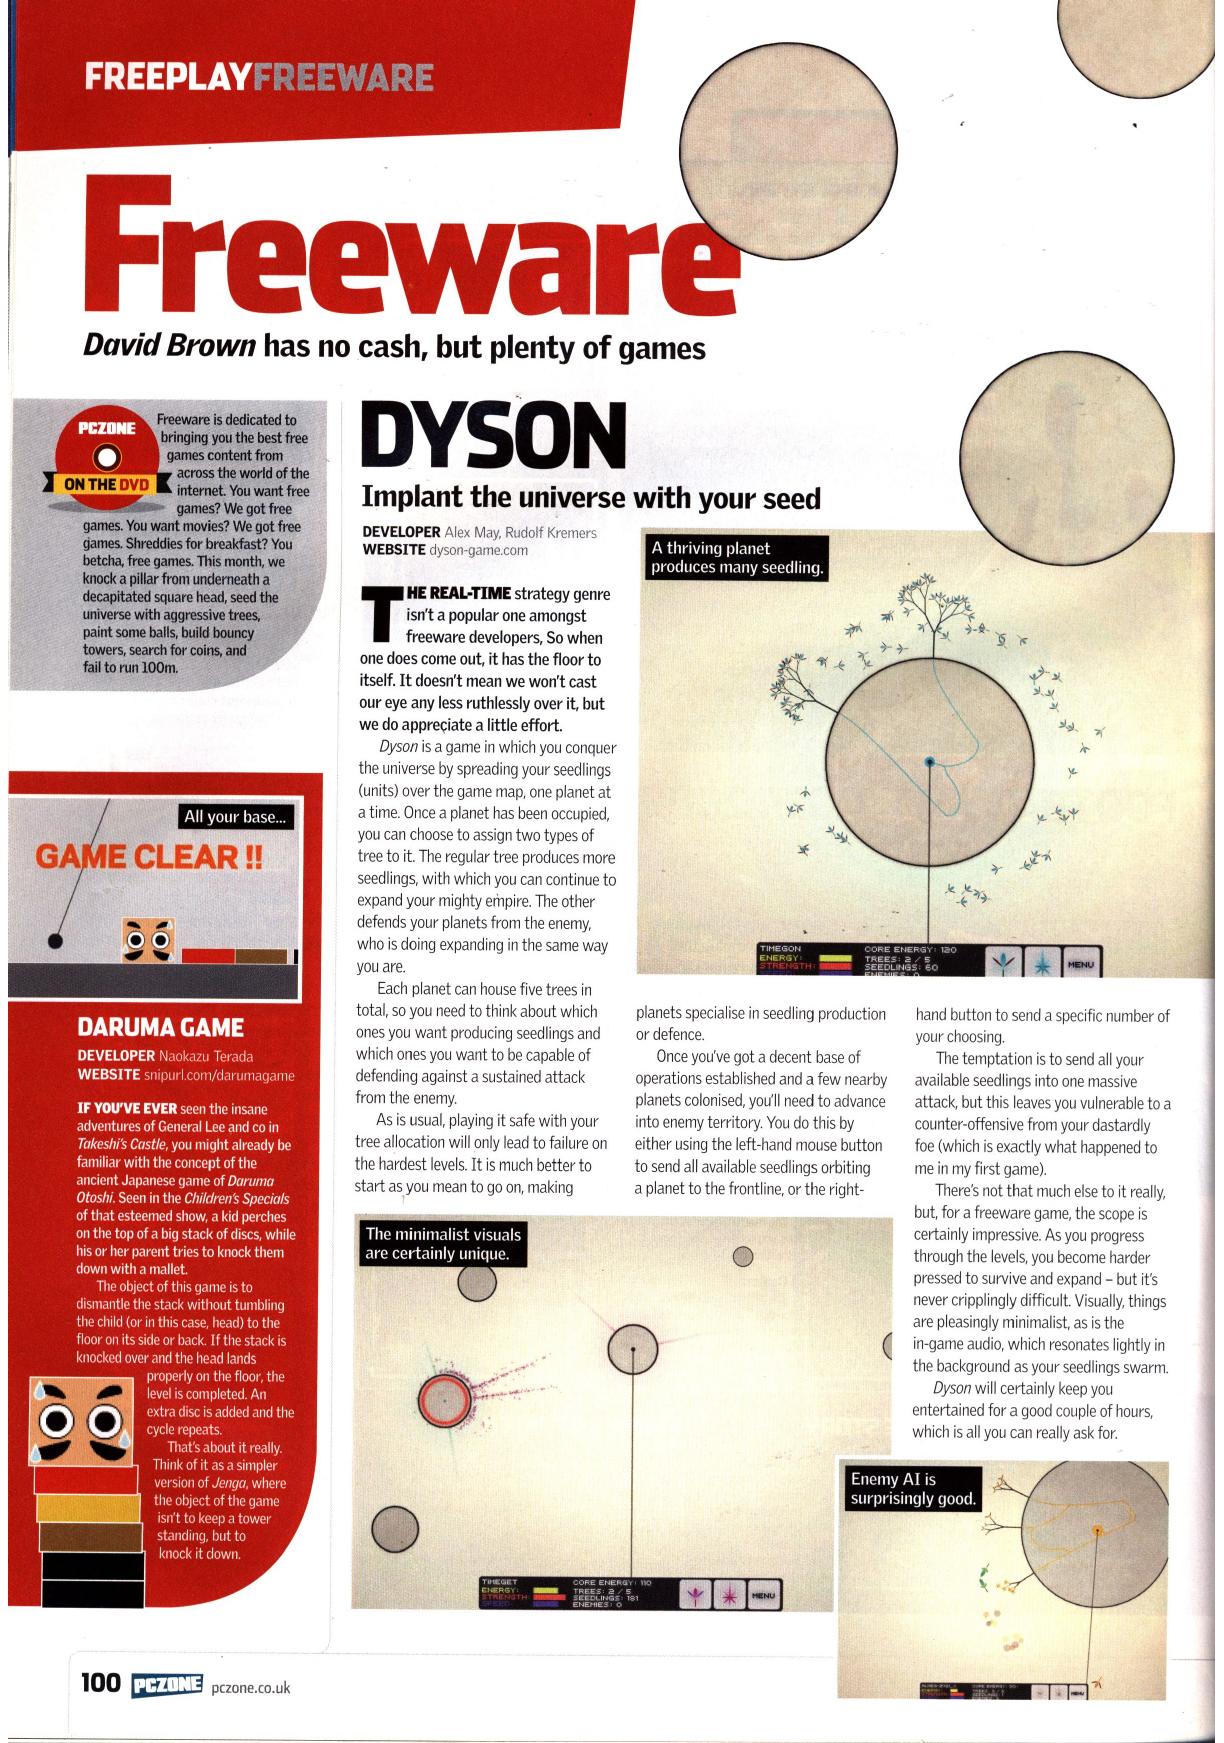 FREEPLAYFREEWARE
Freeware
David Brown has no cash, but plenty of games
PCZONE
ON THE DVD
Freeware is dedicated to
bringing you the best free
games content from
across the world of the
internet. You want free
games? We got free
games. You want movies? We got free
games. Shreddies for breakfast? You
betcha, free games. This month, we
knock a pillar from underneath a
decapitated square head, seed the
universe with aggressive trees,
paint some balls, build bouncy
towers, search for coins, and
fail to run 100m.
All your base...
GAME CLEAR !!
DARUMA GAME
DEVELOPER Naokazu Terada
WEBSITE snipurl.com/darumagame
IF YOU'VE EVER seen the insane
adventures of General Lee and co in
Takeshi's Castle, you might already be
familiar with the concept of the
ancient Japanese game of Daruma
Otoshi. Seen in the Children's Specials
of that esteemed show, a kid perches
on the top of a big stack of discs, while
his or her parent tries to knock them
down with a mallet.
The object of this game is to
dismantle the stack without tumbling
the child (or in this case, head) to the
floor on its side or back. If the stack is
knocked over and the head lands
properly on the floor, the
level is completed. An
extra disc is added and the
cycle repeats.
That's about it really.
Think of it as a simpler
version of Jenga, where
the object of the game
isn't to keep a tower
standing, but to
knock it down.
DYSON
Implant the universe with your seed
DEVELOPER Alex May, Rudolf Kremers
WEBSITE dyson-game.com
THE REAL-TIME strategy genre
isn't a popular one amongst
freeware developers, So when
one does come out, it has the floor to
itself. It doesn't mean we won't cast
our eye any less ruthlessly over it, but
we do appreciate a little effort.
Dyson is a game in which you conquer
the universe by spreading your seedlings
(units) over the game map, one planet at
a time. Once a planet has been occupied,
you can choose to assign two types of
tree to it. The regular tree produces more
seedlings, with which you can continue to
expand your mighty empire. The other
defends your planets from the enemy,
who is doing expanding in the same way
you are.
Each planet can house five trees in
total, so you need to think about which
ones you want producing seedlings and
which ones you want to be capable of
defending against a sustained attack
from the enemy.
As is usual, playing it safe with your
tree allocation will only lead to failure on
the hardest levels. It is much better to
start as you mean to go on, making
A thriving planet
produces many seedling.
TIMEGON
ENERGY:
STRENGTH:
CORE ENERGY: 120
TREES: 2 / 5
SEEDLINGS: 60
ENEMIES: 0
MENU
planets specialise in seedling production
or defence.
Once you've got a decent base of
operations established and a few nearby
planets colonised, you'll need to advance
into enemy territory. You do this by
either using the left-hand mouse button
to send all available seedlings orbiting
a planet to the frontline, or the right-
hand button to send a specific number of
your choosing.
The temptation is to send all your
available seedlings into one massive
attack, but this leaves you vulnerable to a
counter-offensive from your dastardly
foe (which is exactly what happened to
me in my first game).
There's not that much else to it really,
but, for a freeware game, the scope is
certainly impressive. As you progress
through the levels, you become harder
pressed to survive and expand – but it's
never cripplingly difficult. Visually, things
are pleasingly minimalist, as is the
in-game audio, which resonates lightly in
the background as your seedlings swarm.
Dyson will certainly keep you
entertained for a good couple of hours,
which is all you can really ask for.
The minimalist visuals
are certainly unique.
TIMEGET
ENERGY:
STRENGTH:
SPEED:
CORE ENERGY: 110
TREES: 2 / 5
SEEDLINGS: 181
ENEMIES: 0
MENU
Enemy AI is
surprisingly good.
MENU
100 PCZONE pczone.co.uk